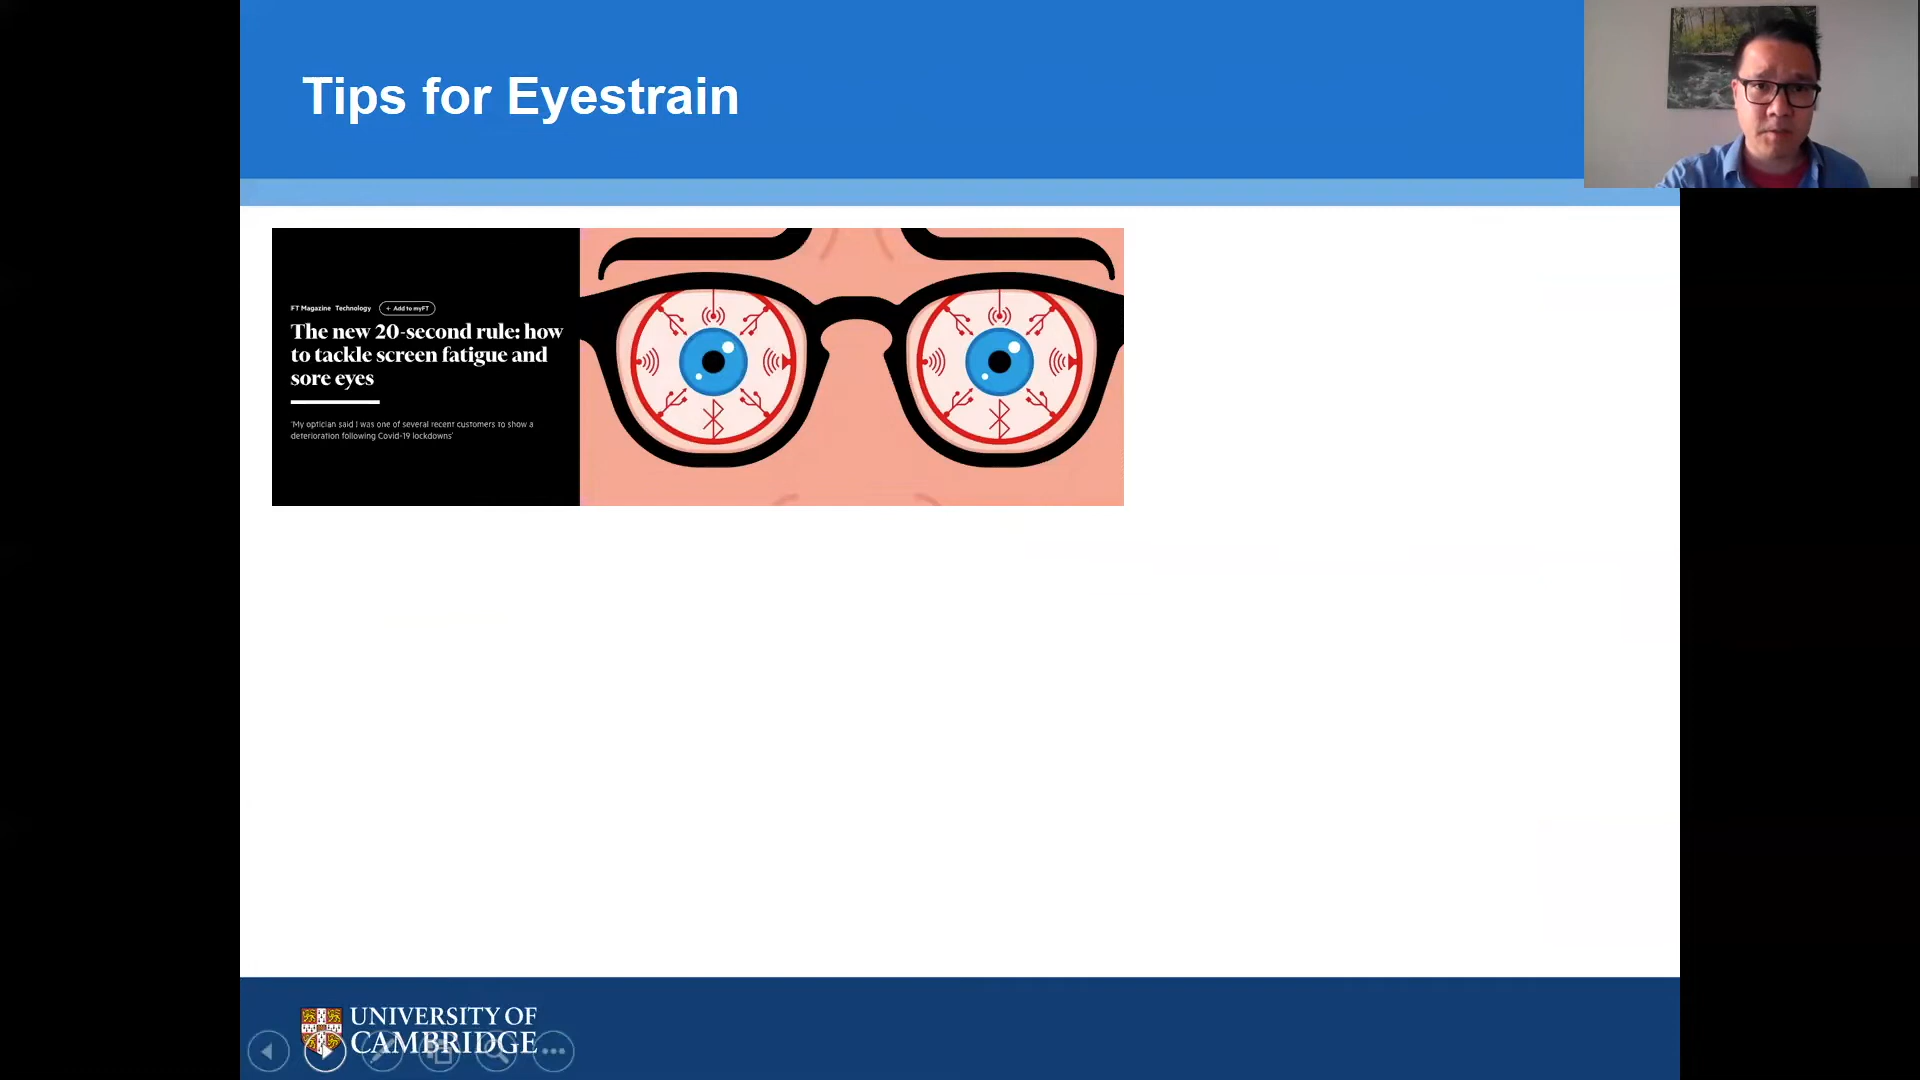 Tips for Eyestrain
FT Magazine Technology + Add to myFT
The new 20-second rule: how
to tackle screen fatigue and
sore eyes
'My optician said I was one of several recent customers to show a
deterioration following Covid-19 lockdowns'
UNIVERSITY OF
CAMBRIDGE